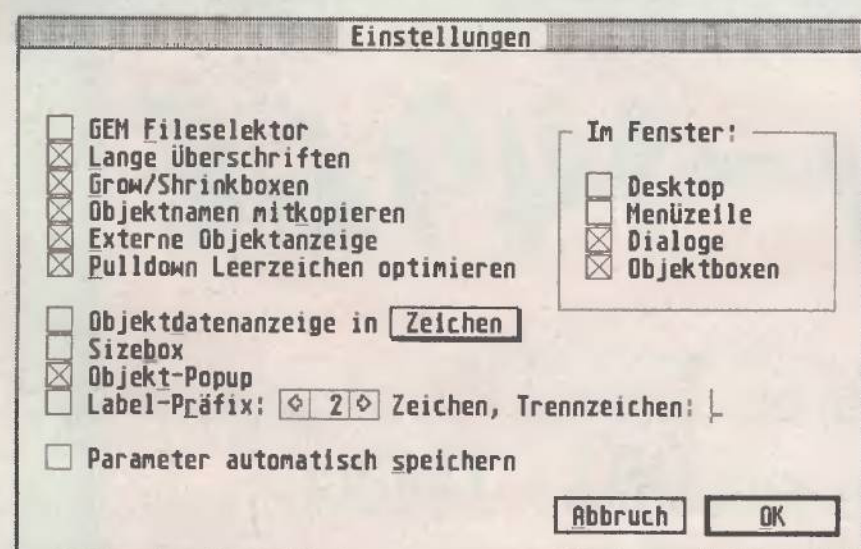 Einstellungen
GEM Fileselektor
Lange Überschriften
Grow/Shrinkboxen
Objektnamen mitkopieren
Externe Objektanzeige
Pulldown Leerzeichen optimieren
Im Fenster:
Desktop
Menüzeile
Dialoge
Objektboxen
Objektdatenanzeige in Zeichen
Sizebox
Objekt-Popup
Label-Präfix: 2 Zeichen, Trennzeichen: _
Parameter automatisch speichern
Abbruch OK